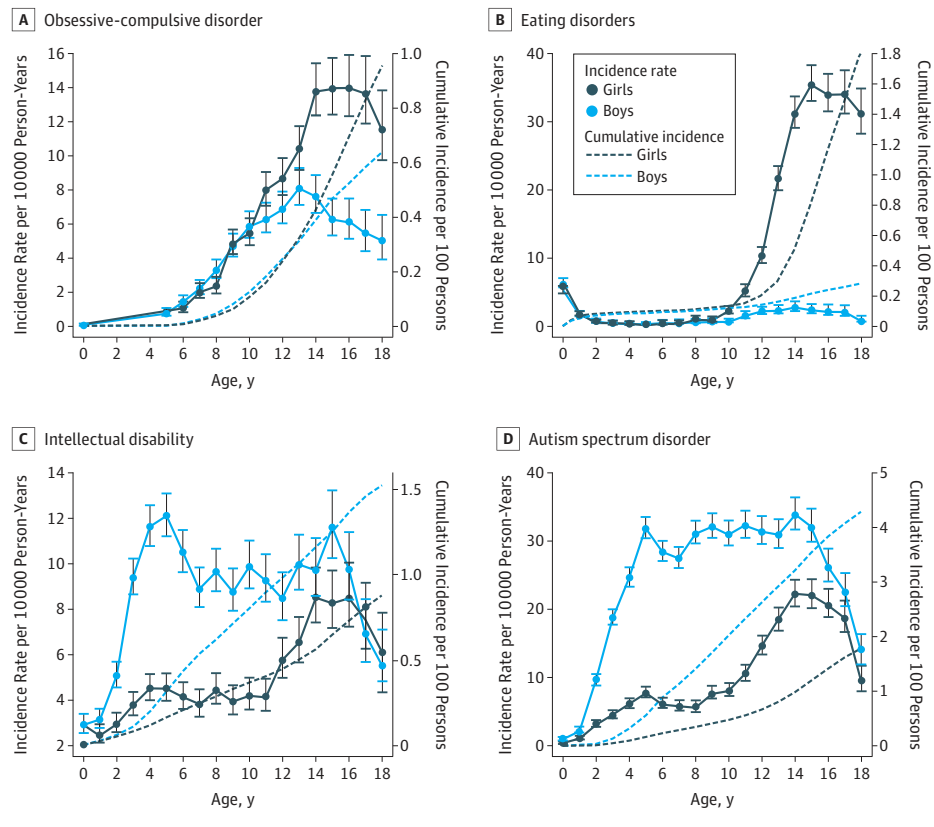 A Obsessive-compulsive disorder
Incidence Rate per 10 000 Person-Years
16
14
12
10
8
6
4
2
0
1.0
0.8
0.6
0.4
0.2
0
Cumulative Incidence per 100 Persons
0 2 4 6 8 10 12 14 16 18
Age, y
B Eating disorders
Incidence Rate per 10 000 Person-Years
40
30
20
10
0
Incidence rate
Girls
Boys
Cumulative incidence
Girls
Boys
1.8
1.6
1.4
1.2
1.0
0.8
0.6
0.4
0.2
0
Cumulative Incidence per 100 Persons
0 2 4 6 8 10 12 14 16 18
Age, y
C Intellectual disability
Incidence Rate per 10 000 Person-Years
14
12
10
8
6
4
2
1.5
1.0
0.5
0
Cumulative Incidence per 100 Persons
0 2 4 6 8 10 12 14 16 18
Age, y
D Autism spectrum disorder
Incidence Rate per 10 000 Person-Years
40
30
20
10
0
5
4
3
2
1
0
Cumulative Incidence per 100 Persons
0 2 4 6 8 10 12 14 16 18
Age, y